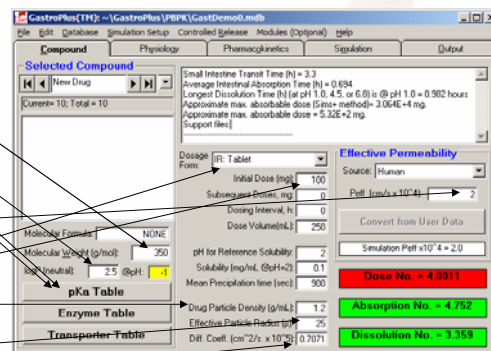 GastroPlus(TM): ~\GastroPlus\PBPK\GastDemo0.mdb
File Edit Database Simulation Setup Controlled Release Modules (Optional) Help
Compound Physiology Pharmacokinetics Simulation Output
Selected Compound
New Drug
Current= 10; Total = 10
Small Intestine Transit Time (h) = 3.3
Average Intestinal Absorption Time (h) = 0.694
Longest Dissolution Time (h) (at pH 1.0, 4.5, or 6.8) is @ pH 1.0 = 0.982 hours
Approximate max. absorbable dose (Sims+ method)= 3.064E+4 mg.
Approximate max. absorbable dose = 5.32E+2 mg.
Support files:
Dosage Form: IR: Tablet
Initial Dose (mg): 100
Subsequent Doses, mg: 0
Dosing Interval, h: 0
Dose Volume(mL): 250
Effective Permeability
Source: Human
Peff (cm/s x 10^4): 2
Convert from User Data
Simulation Peff x10^4 = 2.0
Molecular Formula: NONE
Molecular Weight (g/mol): 350
logP (neutral): 2.5 @pH: -1
pKa Table
Enzyme Table
Transporter Table
pH for Reference Solubility: 2
Solubility (mg/mL @pH=2): 0.1
Mean Precipitation time (sec): 900
Drug Particle Density (g/mL): 1.2
Effective Particle Radius (µ): 25
Diff. Coeff. (cm^2/s x 10^5): 0.7071
Dose No. = 4.0011
Absorption No. = 4.752
Dissolution No. = 3.359